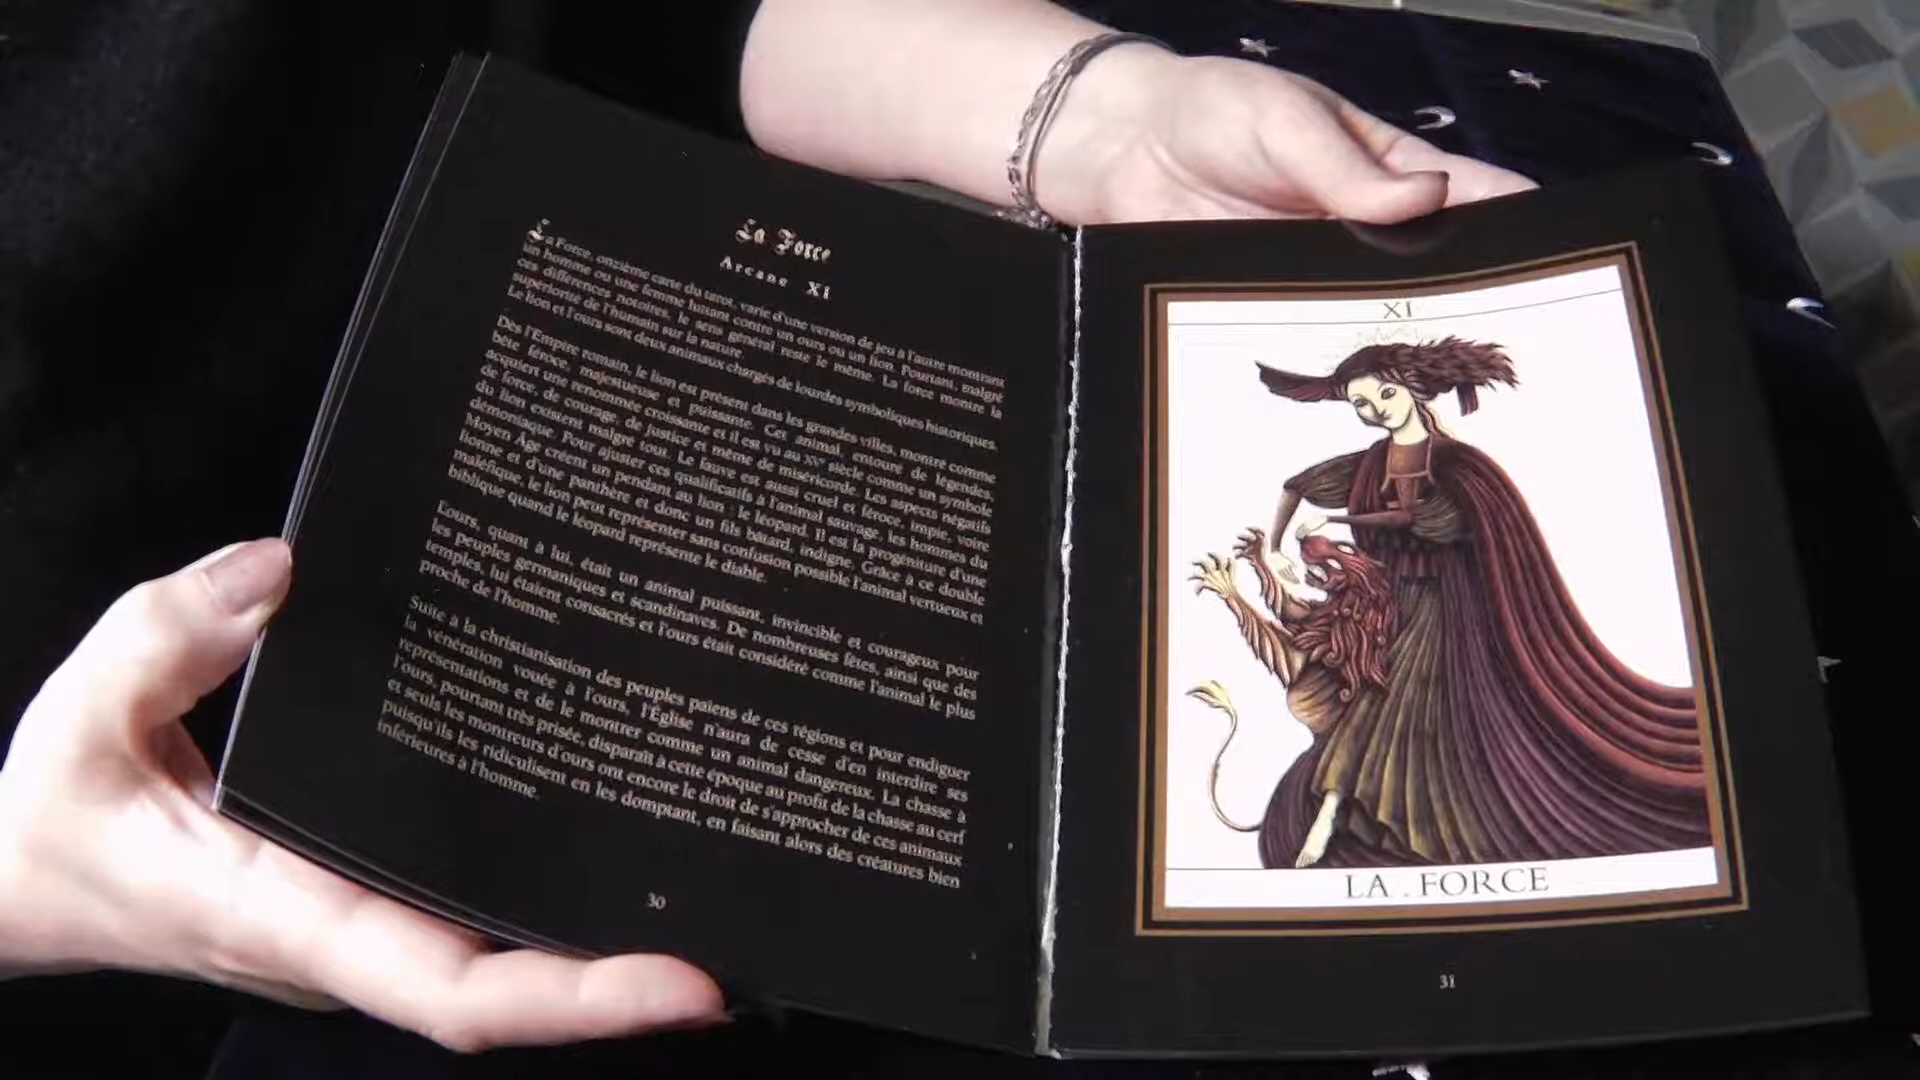 La Force
Arcane XI
La Force, onzième carte du tarot, varie d'une version de jeu à l'autre montrant
un homme ou une femme luttant contre un ours ou un lion. Pourtant, malgré
ces différences notoires, le sens général reste le même. La force montre la
supériorité de l'humain sur la nature.
Le lion et l'ours sont deux animaux chargés de lourdes symboliques historiques.
Dès l'Empire romain, le lion est présent dans les grandes villes, montré comme
bête féroce, majestueuse et puissante. Cet animal, entouré de légendes,
acquiert une renommée croissante et il est vu au XVe siècle comme un symbole
de force, de courage, de justice et même de miséricorde. Les aspects négatifs
du lion existent malgré tout. Le fauve est aussi cruel et féroce, impie, voire
démoniaque. Pour ajuster ces qualificatifs à l'animal sauvage, les hommes du
Moyen Âge créent un pendant au lion : le léopard. Il est la progéniture d'une
lionne et d'une panthère et donc un fils bâtard, indigne. Grâce à ce double
maléfique, le lion peut représenter sans confusion possible l'animal vertueux et
biblique quand le léopard représente le diable.
L'ours, quant à lui, était un animal puissant, invincible et courageux pour
les peuples germaniques et scandinaves. De nombreuses fêtes, ainsi que des
temples, lui étaient consacrés et l'ours était considéré comme l'animal le plus
proche de l'homme.
Suite à la christianisation des peuples païens de ces régions et pour endiguer
la vénération vouée à l'ours, l'Église n'aura de cesse d'en interdire ses
représentations et de le montrer comme un animal dangereux. La chasse à
l'ours, pourtant très prisée, disparaît à cette époque au profit de la chasse au cerf
et seuls les montreurs d'ours ont encore le droit de s'approcher de ces animaux
puisqu'ils les ridiculisent en les domptant, en faisant alors des créatures bien
inférieures à l'homme.
30
XI
LA . FORCE
31